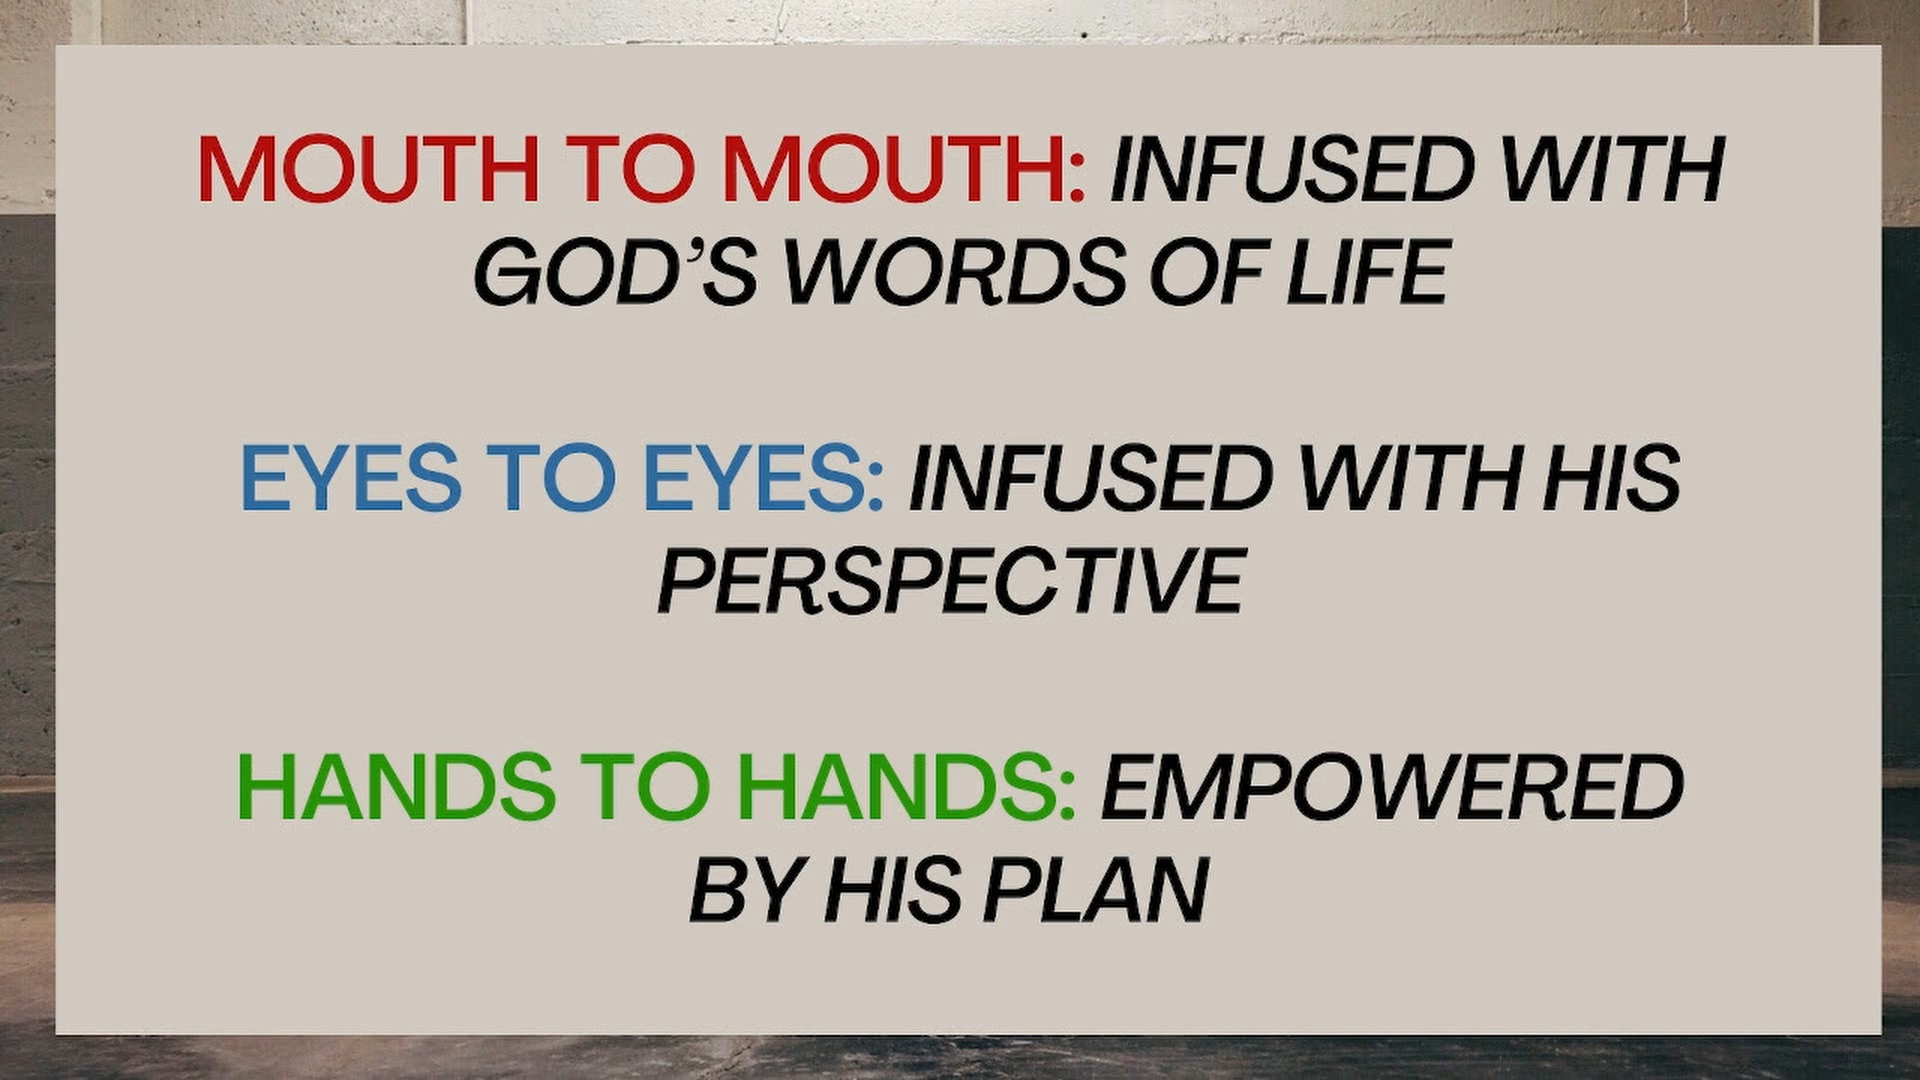 MOUTH TO MOUTH: INFUSED WITH
GOD’S WORDS OF LIFE
EYES TO EYES: INFUSED WITH HIS
PERSPECTIVE
HANDS TO HANDS: EMPOWERED
BY HIS PLAN